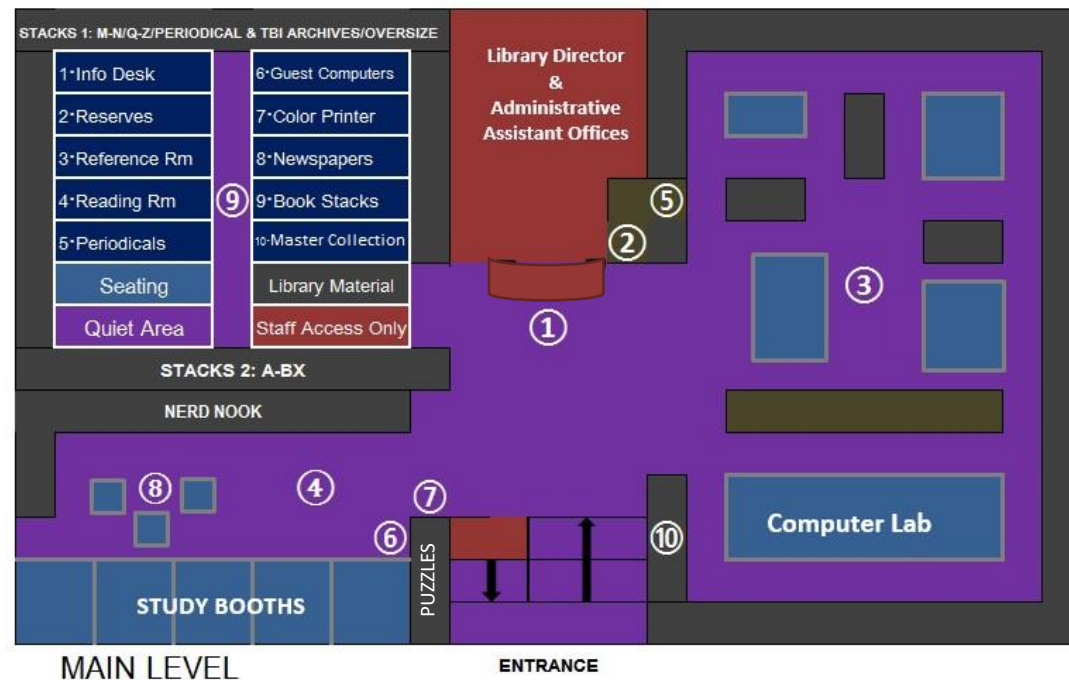 STACKS 1: M-N/Q-Z/PERIODICAL & TBI ARCHIVES/OVERSIZE
1•Info Desk
2•Reserves
3•Reference Rm
4•Reading Rm
5•Periodicals
Seating
Quiet Area
⑨
6•Guest Computers
7•Color Printer
8•Newspapers
9•Book Stacks
10•Master Collection
Library Material
Staff Access Only
Library Director
&
Administrative
Assistant Offices
⑤
②
①
③
STACKS 2: A-BX
NERD NOOK
⑧
④
⑦
⑥
PUZZLES
⑩
Computer Lab
STUDY BOOTHS
MAIN LEVEL
ENTRANCE